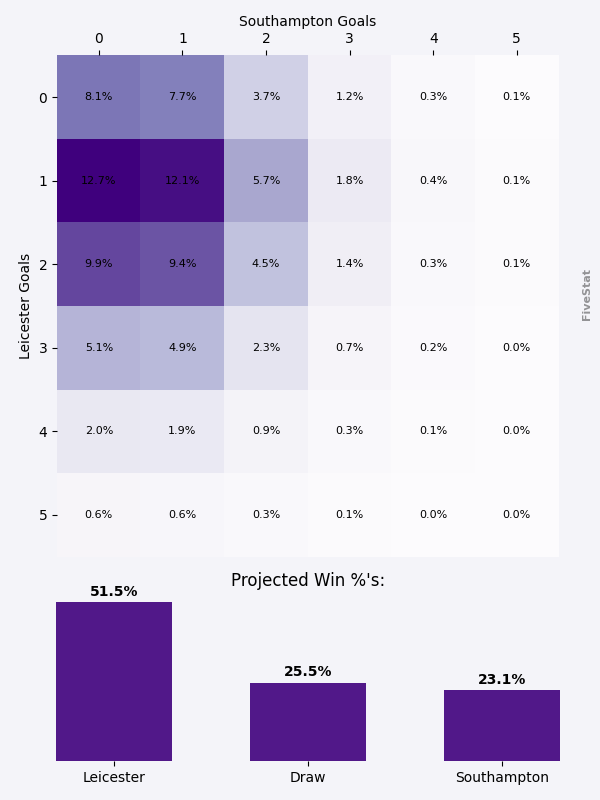 Southampton Goals
0 1 2 3 4 5
0 8.1% 7.7% 3.7% 1.2% 0.3% 0.1%
1 12.7% 12.1% 5.7% 1.8% 0.4% 0.1%
2 9.9% 9.4% 4.5% 1.4% 0.3% 0.1%
3 5.1% 4.9% 2.3% 0.7% 0.2% 0.0%
4 2.0% 1.9% 0.9% 0.3% 0.1% 0.0%
5 0.6% 0.6% 0.3% 0.1% 0.0% 0.0%
Leicester Goals
FiveStat
Projected Win %'s:
51.5% 25.5% 23.1%
Leicester Draw Southampton